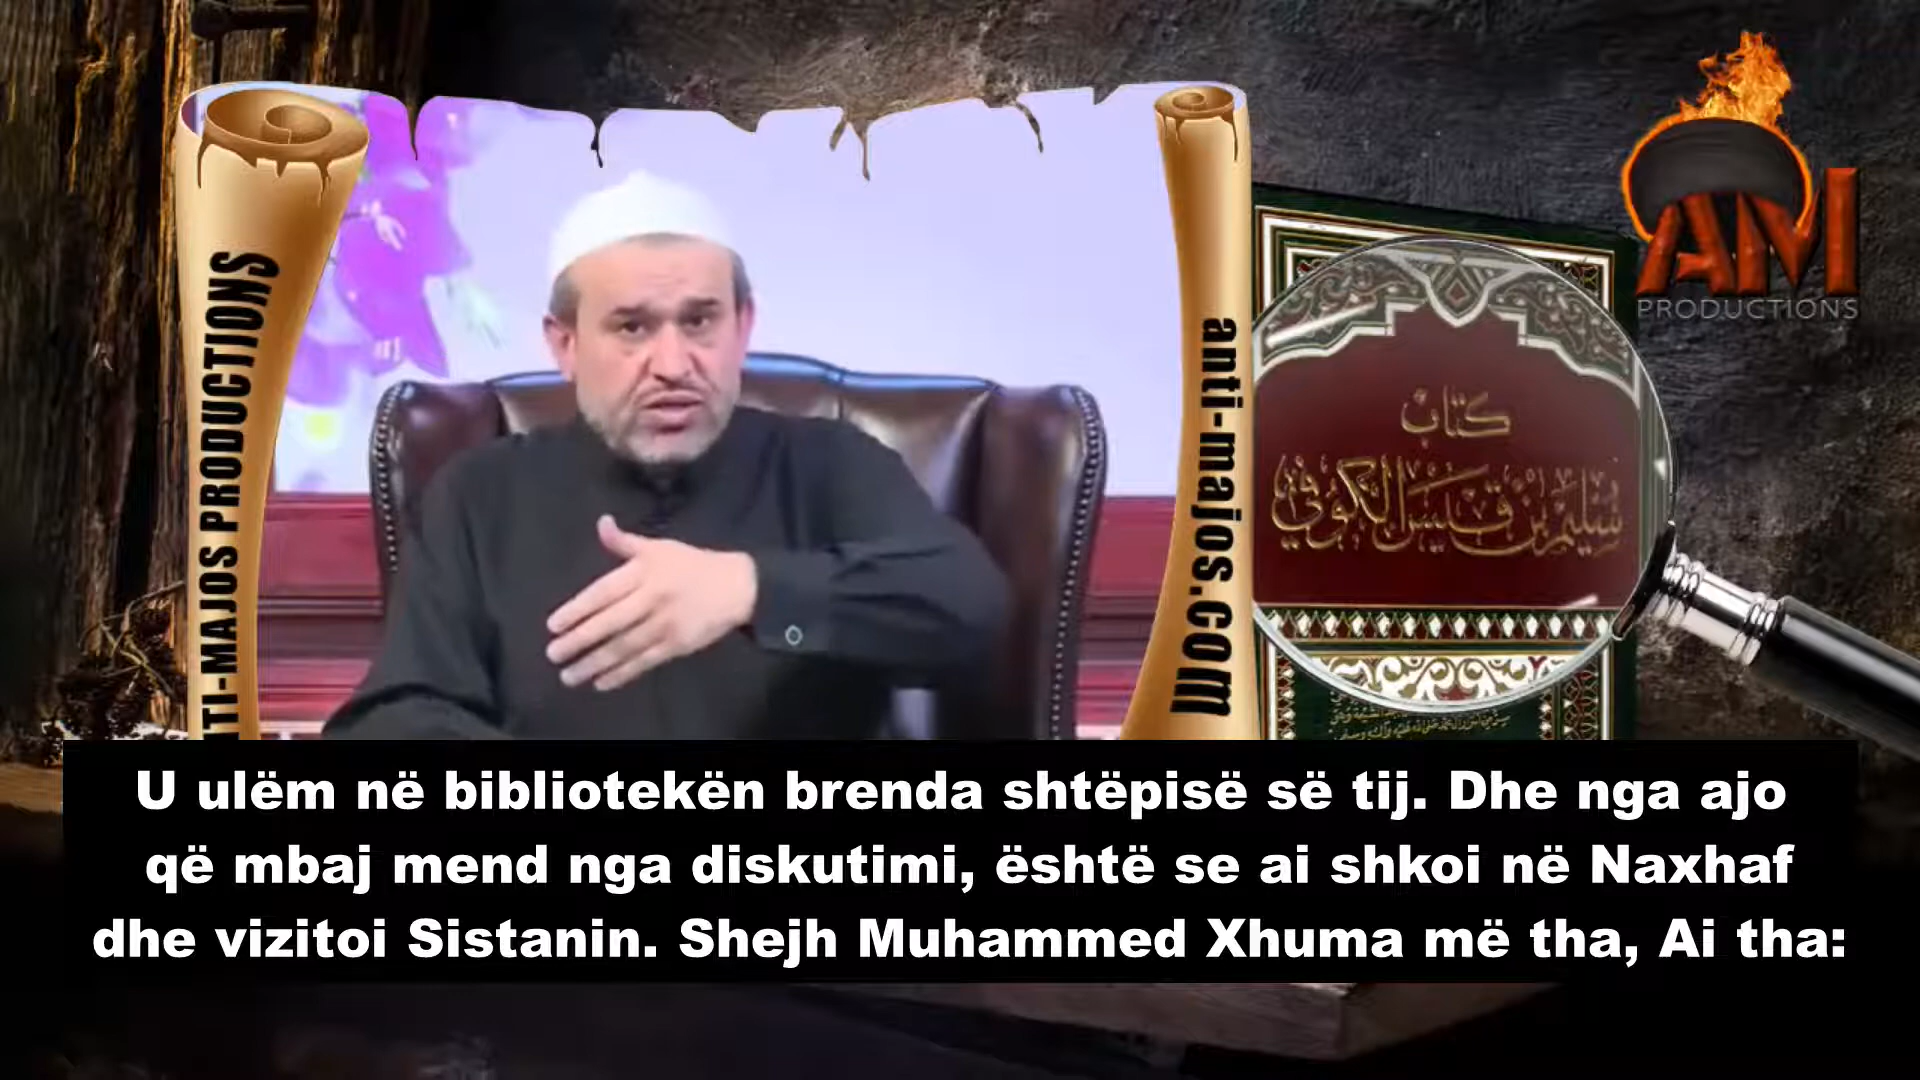 AM
PRODUCTIONS
TI-MAJOS PRODUCTIONS
anti-majos.com
كتاب
سليم بن قيس الكوفي
U ulëm në bibliotekën brenda shtëpisë së tij. Dhe nga ajo
që mbaj mend nga diskutimi, është se ai shkoi në Naxhaf
dhe vizitoi Sistanin. Shejh Muhammed Xhuma më tha, Ai tha: